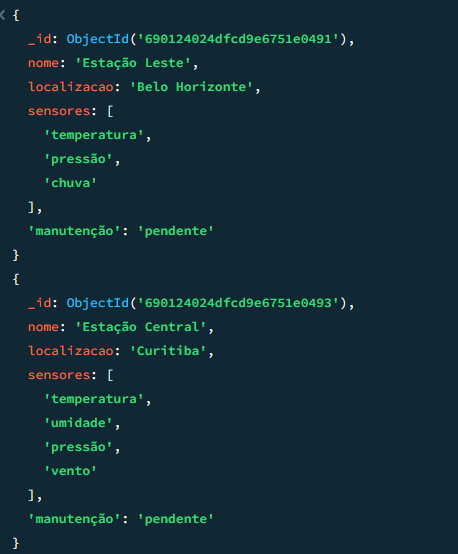 {
_id: ObjectId('690124024dfcd9e6751e0491'),
nome: 'Estação Leste',
localizacao: 'Belo Horizonte',
sensores: [
'temperatura',
'pressão',
'chuva'
],
'manutenção': 'pendente'
}
{
_id: ObjectId('690124024dfcd9e6751e0493'),
nome: 'Estação Central',
localizacao: 'Curitiba',
sensores: [
'temperatura',
'umidade',
'pressão',
'vento'
],
'manutenção': 'pendente'
}